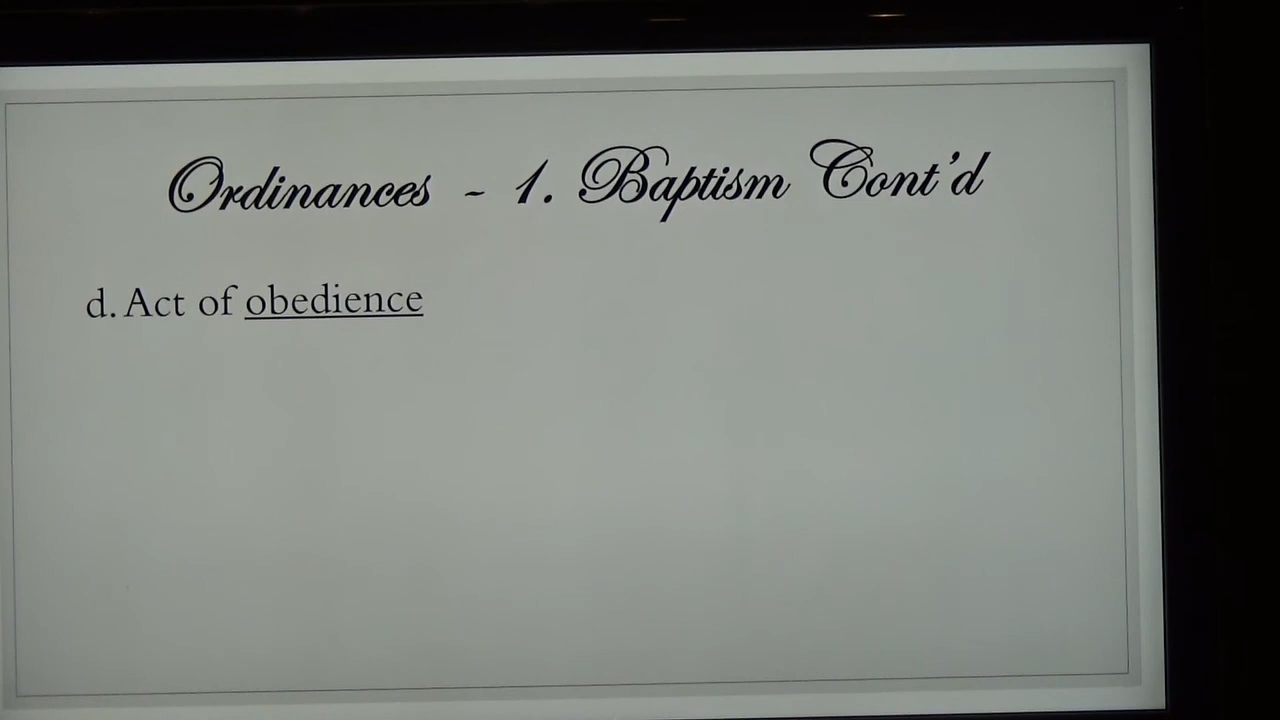 Ordinances - 1. Baptism Cont'd
d. Act of obedience